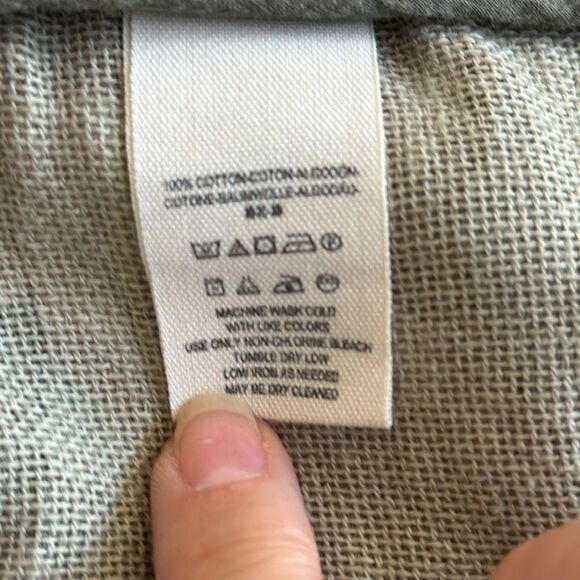 100% COTTON-COTON-ALGODÓN-
COTONE-BAUMWOLLE-ALGODÃO-
MACHINE WASH COLD
WITH LIKE COLORS
USE ONLY NON-CHLORINE BLEACH
TUMBLE DRY LOW
LOW IRON AS NEEDED
MAY BE DRY CLEANED